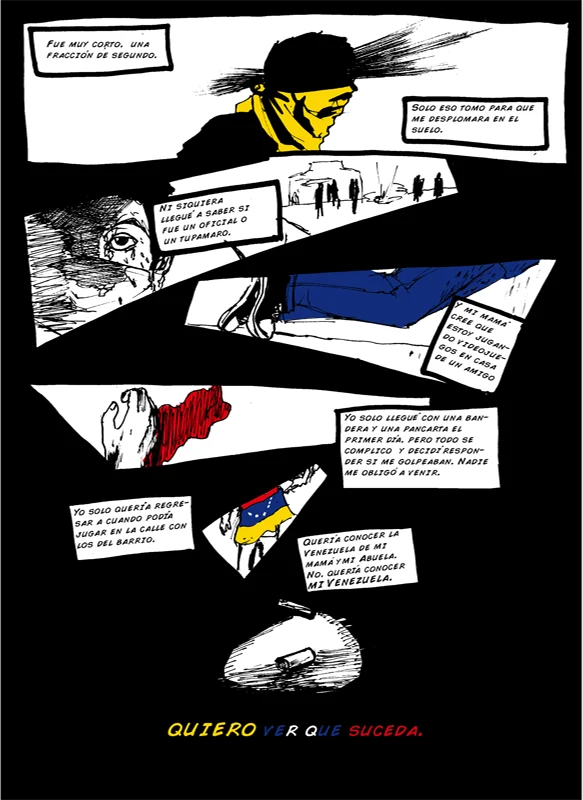 Fue muy corto. una
fracción de segundo.
Solo eso tomo para que
me desplomara en el
suelo.
Ni siquiera
llegué a saber si
fue un oficial o
un tupamaro.
Y mi mamá
cree que
estoy jugan-
do videojue-
gos en casa
de un amigo
Yo solo llegué con una ban-
dera y una pancarta el
primer día. Pero todo se
complico y decidí respon-
der si me golpeaban. Nadie
me obligó a venir.
Yo solo quería regre-
sar a cuando podía
jugar en la calle con
los del barrio.
Quería conocer la
Venezuela de mi
mamá y mi Abuela.
No. quería conocer
mi Venezuela.
QUIERO ver que suceda.